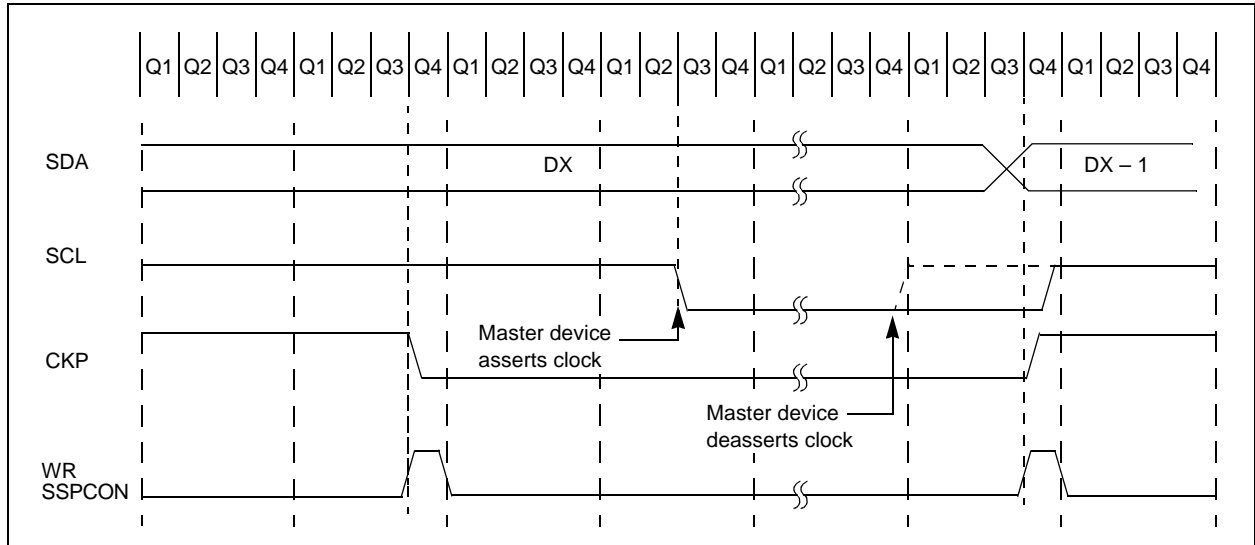 Q1 Q2 Q3 Q4 Q1 Q2 Q3 Q4 Q1 Q2 Q3 Q4 Q1 Q2 Q3 Q4 Q1 Q2 Q3 Q4 Q1 Q2 Q3 Q4 Q1 Q2 Q3 Q4
SDA
DX
DX – 1
SCL
Master device
asserts clock
CKP
Master device
deasserts clock
WR
SSPCON